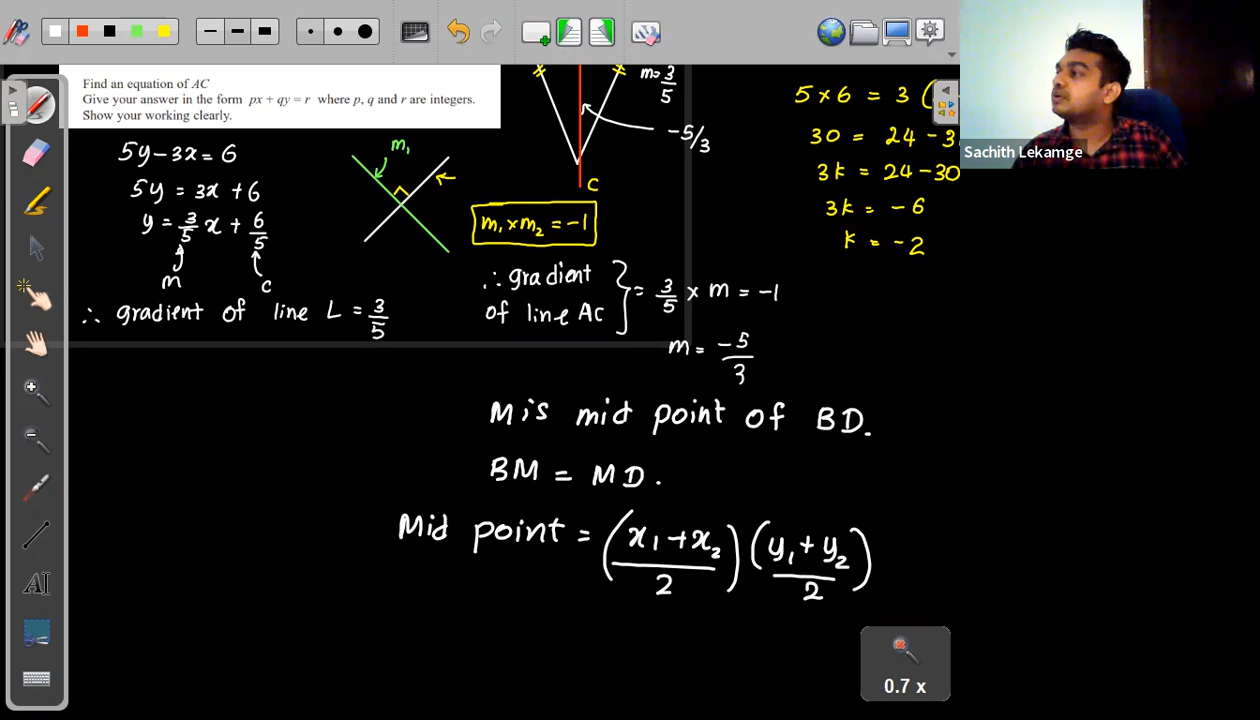 Find an equation of AC
Give your answer in the form px + qy = r where p, q and r are integers.
Show your working clearly.
5y-3x = 6
5y = 3x + 6
y = 3/5 x + 6/5
m
c
∴ gradient of line L = 3/5
m₁
m₁ × m₂ = -1
m = 3/5
-5/3
C
∴ gradient
of line AC
= 3/5 × m = -1
m = -5/3
5 × 6 = 3 (
30 = 24 - 3
3k = 24 - 30
3k = -6
k = -2
Sachith Lekamge
M is mid point of BD.
BM = MD.
Mid point = (x₁ + x₂ / 2) (y₁ + y₂ / 2)
AI
0.7 x